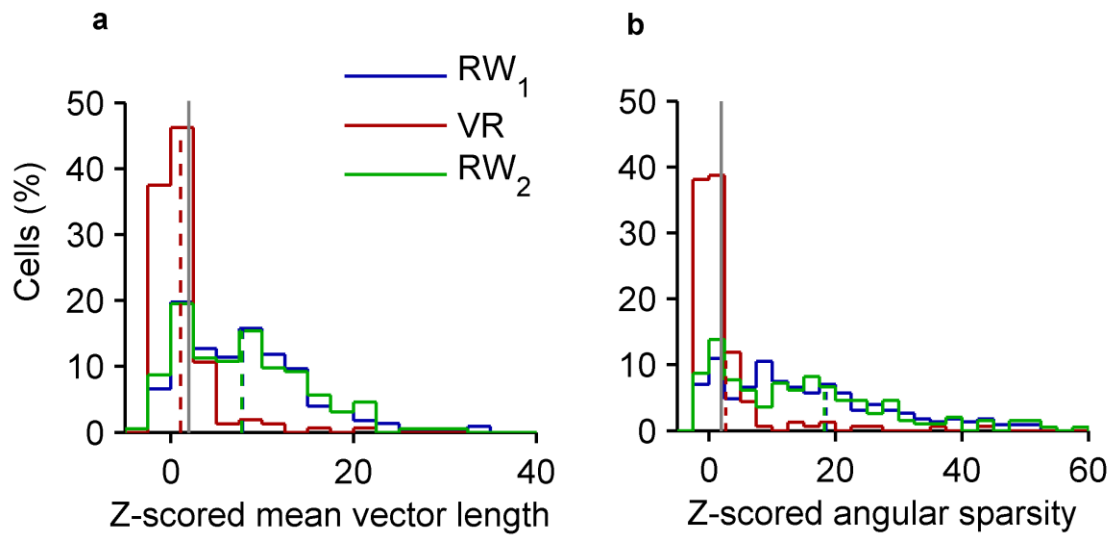 a
RW1
VR
RW2
50
40
30
20
10
0
Cells (%)
0 20 40
Z-scored mean vector length
b
50
40
30
20
10
0
0 20 40 60
Z-scored angular sparsity